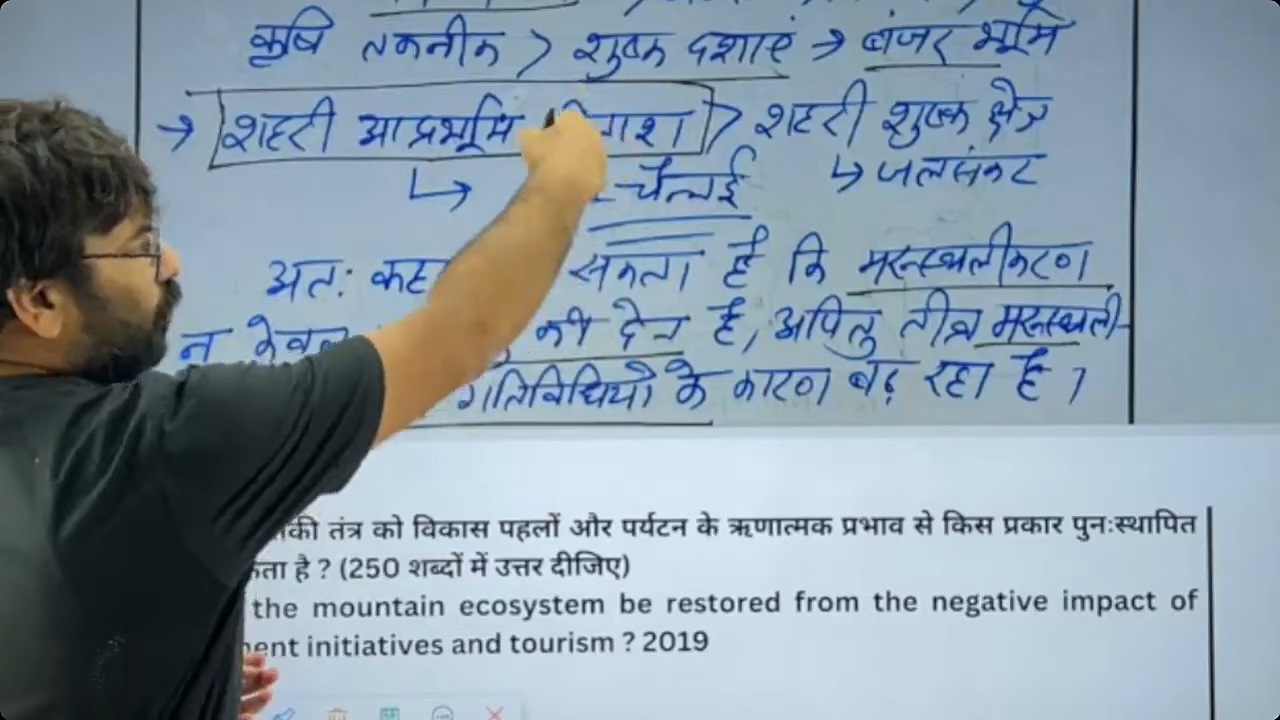 कृषि तकनीक > शुष्क दशाएं → बंजर भूमि
→ शहरी आद्रभूमि विनाश > शहरी शुष्क क्षेत्र
↳ - चेन्नई ↳ जलसंकट
अत: कहा सकता है कि मरुस्थलीकरण
न केवल की देन है, अपितु तीव्र मरुस्थली-
गतिविधियों के कारण बढ़ रहा है।
की तंत्र को विकास पहलों और पर्यटन के ऋणात्मक प्रभाव से किस प्रकार पुनःस्थापित
है ? (250 शब्दों में उत्तर दीजिए)
the mountain ecosystem be restored from the negative impact of
ent initiatives and tourism ? 2019